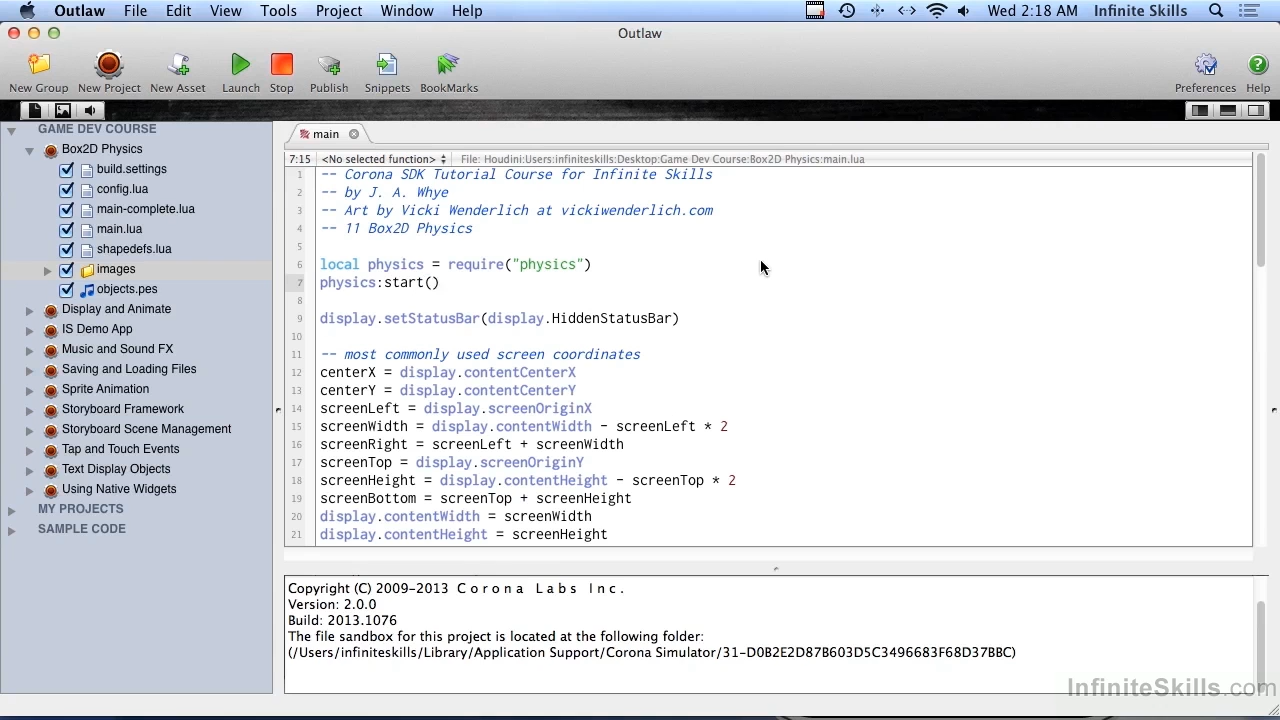 Outlaw File Edit View Tools Project Window Help Wed 2:18 AM Infinite Skills
Outlaw
New Group New Project New Asset Launch Stop Publish Snippets BookMarks Preferences Help
GAME DEV COURSE
Box2D Physics
build.settings
config.lua
main-complete.lua
main.lua
shapedefs.lua
images
objects.pes
Display and Animate
IS Demo App
Music and Sound FX
Saving and Loading Files
Sprite Animation
Storyboard Framework
Storyboard Scene Management
Tap and Touch Events
Text Display Objects
Using Native Widgets
MY PROJECTS
SAMPLE CODE
main
7:15 <No selected function> File: Houdini:Users:infiniteskills:Desktop:Game Dev Course:Box2D Physics:main.lua
1 -- Corona SDK Tutorial Course for Infinite Skills
2 -- by J. A. Whye
3 -- Art by Vicki Wenderlich at vickiwenderlich.com
4 -- 11 Box2D Physics
5
6 local physics = require("physics")
7 physics:start()
8
9 display.setStatusBar(display.HiddenStatusBar)
10
11 -- most commonly used screen coordinates
12 centerX = display.contentCenterX
13 centerY = display.contentCenterY
14 screenLeft = display.screenOriginX
15 screenWidth = display.contentWidth - screenLeft * 2
16 screenRight = screenLeft + screenWidth
17 screenTop = display.screenOriginY
18 screenHeight = display.contentHeight - screenTop * 2
19 screenBottom = screenTop + screenHeight
20 display.contentWidth = screenWidth
21 display.contentHeight = screenHeight
Copyright (C) 2009-2013 C o r o n a L a b s I n c .
Version: 2.0.0
Build: 2013.1076
The file sandbox for this project is located at the following folder:
(/Users/infiniteskills/Library/Application Support/Corona Simulator/31-D0B2E2D87B603D5C3496683F68D37BBC)
InfiniteSkills.com